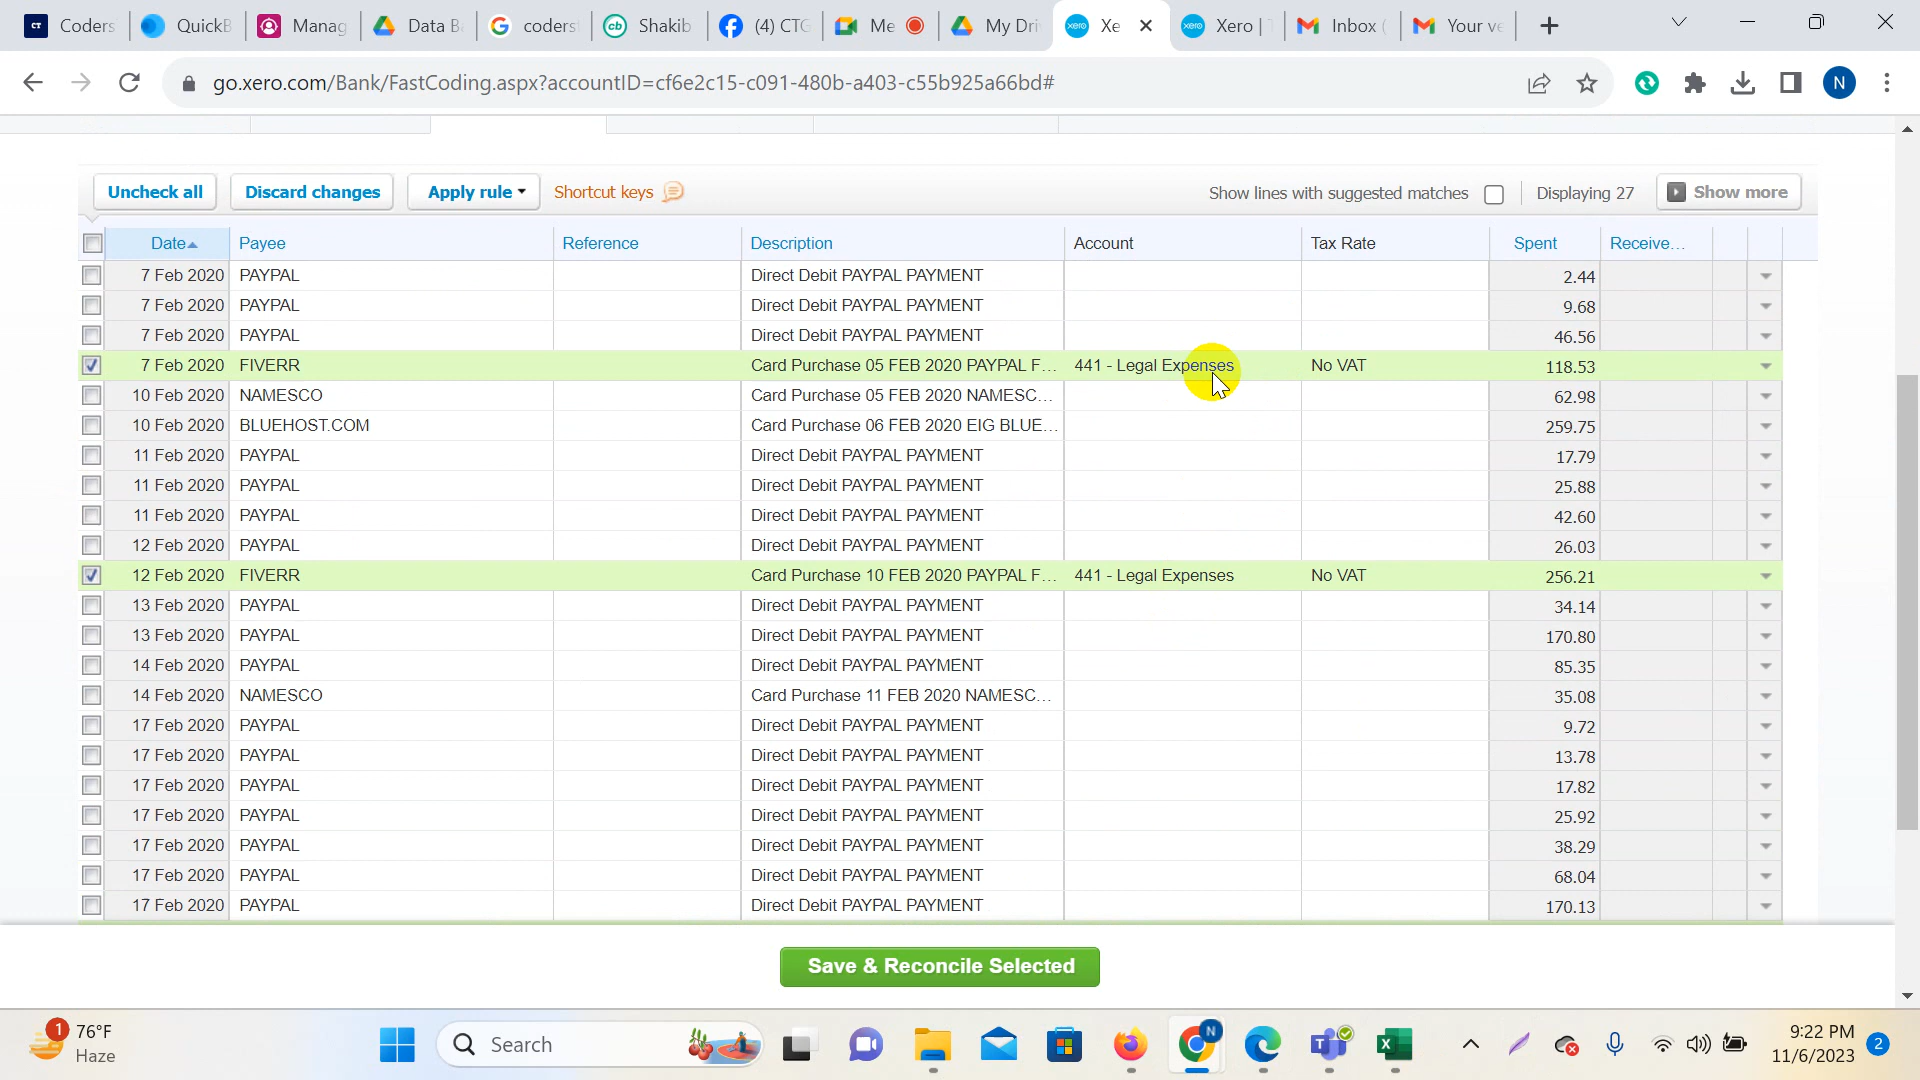 Coders QuickB Manag Data B coders Shakib (4) CTG Me My Dri Xe Xero | Inbox ( Your ve
go.xero.com/Bank/FastCoding.aspx?accountID=cf6e2c15-c091-480b-a403-c55b925a66bd#
Uncheck all Discard changes Apply rule Shortcut keys Show lines with suggested matches Displaying 27 Show more
Date Payee Reference Description Account Tax Rate Spent Receive...
7 Feb 2020 PAYPAL Direct Debit PAYPAL PAYMENT 2.44
7 Feb 2020 PAYPAL Direct Debit PAYPAL PAYMENT 9.68
7 Feb 2020 PAYPAL Direct Debit PAYPAL PAYMENT 46.56
7 Feb 2020 FIVERR Card Purchase 05 FEB 2020 PAYPAL F... 441 - Legal Expenses No VAT 118.53
10 Feb 2020 NAMESCO Card Purchase 05 FEB 2020 NAMESC... 62.98
10 Feb 2020 BLUEHOST.COM Card Purchase 06 FEB 2020 EIG BLUE... 259.75
11 Feb 2020 PAYPAL Direct Debit PAYPAL PAYMENT 17.79
11 Feb 2020 PAYPAL Direct Debit PAYPAL PAYMENT 25.88
11 Feb 2020 PAYPAL Direct Debit PAYPAL PAYMENT 42.60
12 Feb 2020 PAYPAL Direct Debit PAYPAL PAYMENT 26.03
12 Feb 2020 FIVERR Card Purchase 10 FEB 2020 PAYPAL F... 441 - Legal Expenses No VAT 256.21
13 Feb 2020 PAYPAL Direct Debit PAYPAL PAYMENT 34.14
13 Feb 2020 PAYPAL Direct Debit PAYPAL PAYMENT 170.80
14 Feb 2020 PAYPAL Direct Debit PAYPAL PAYMENT 85.35
14 Feb 2020 NAMESCO Card Purchase 11 FEB 2020 NAMESC... 35.08
17 Feb 2020 PAYPAL Direct Debit PAYPAL PAYMENT 9.72
17 Feb 2020 PAYPAL Direct Debit PAYPAL PAYMENT 13.78
17 Feb 2020 PAYPAL Direct Debit PAYPAL PAYMENT 17.82
17 Feb 2020 PAYPAL Direct Debit PAYPAL PAYMENT 25.92
17 Feb 2020 PAYPAL Direct Debit PAYPAL PAYMENT 38.29
17 Feb 2020 PAYPAL Direct Debit PAYPAL PAYMENT 68.04
17 Feb 2020 PAYPAL Direct Debit PAYPAL PAYMENT 170.13
Save & Reconcile Selected
1 76°F Search 9:22 PM
Haze 11/6/2023 2